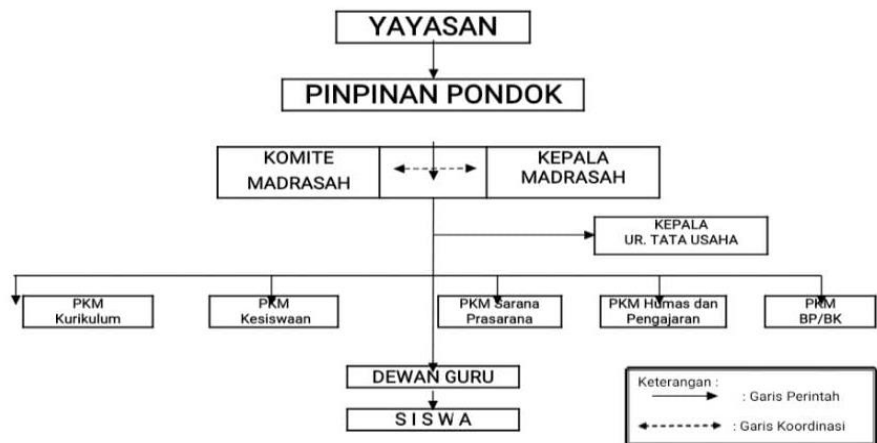 YAYASAN
PINPINAN PONDOK
KOMITE
MADRASAH
KEPALA
MADRASAH
KEPALA
UR. TATA USAHA
PKM
Kurikulum
PKM
Kesiswaan
PKM Sarana
Prasarana
PKM Humas dan
Pengajaran
PKM
BP/BK
DEWAN GURU
S I S W A
Keterangan :
: Garis Perintah
: Garis Koordinasi